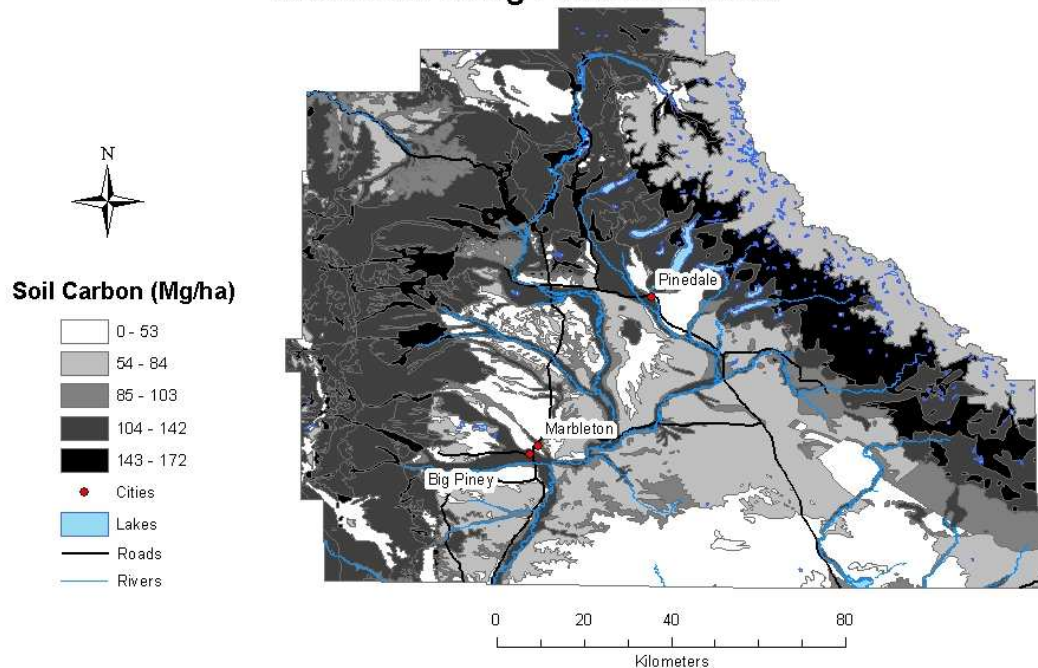 N
Soil Carbon (Mg/ha)
0 - 53
54 - 84
85 - 103
104 - 142
143 - 172
Cities
Lakes
Roads
Rivers
Pinedale
Marbleton
Big Piney
0 20 40 80
Kilometers